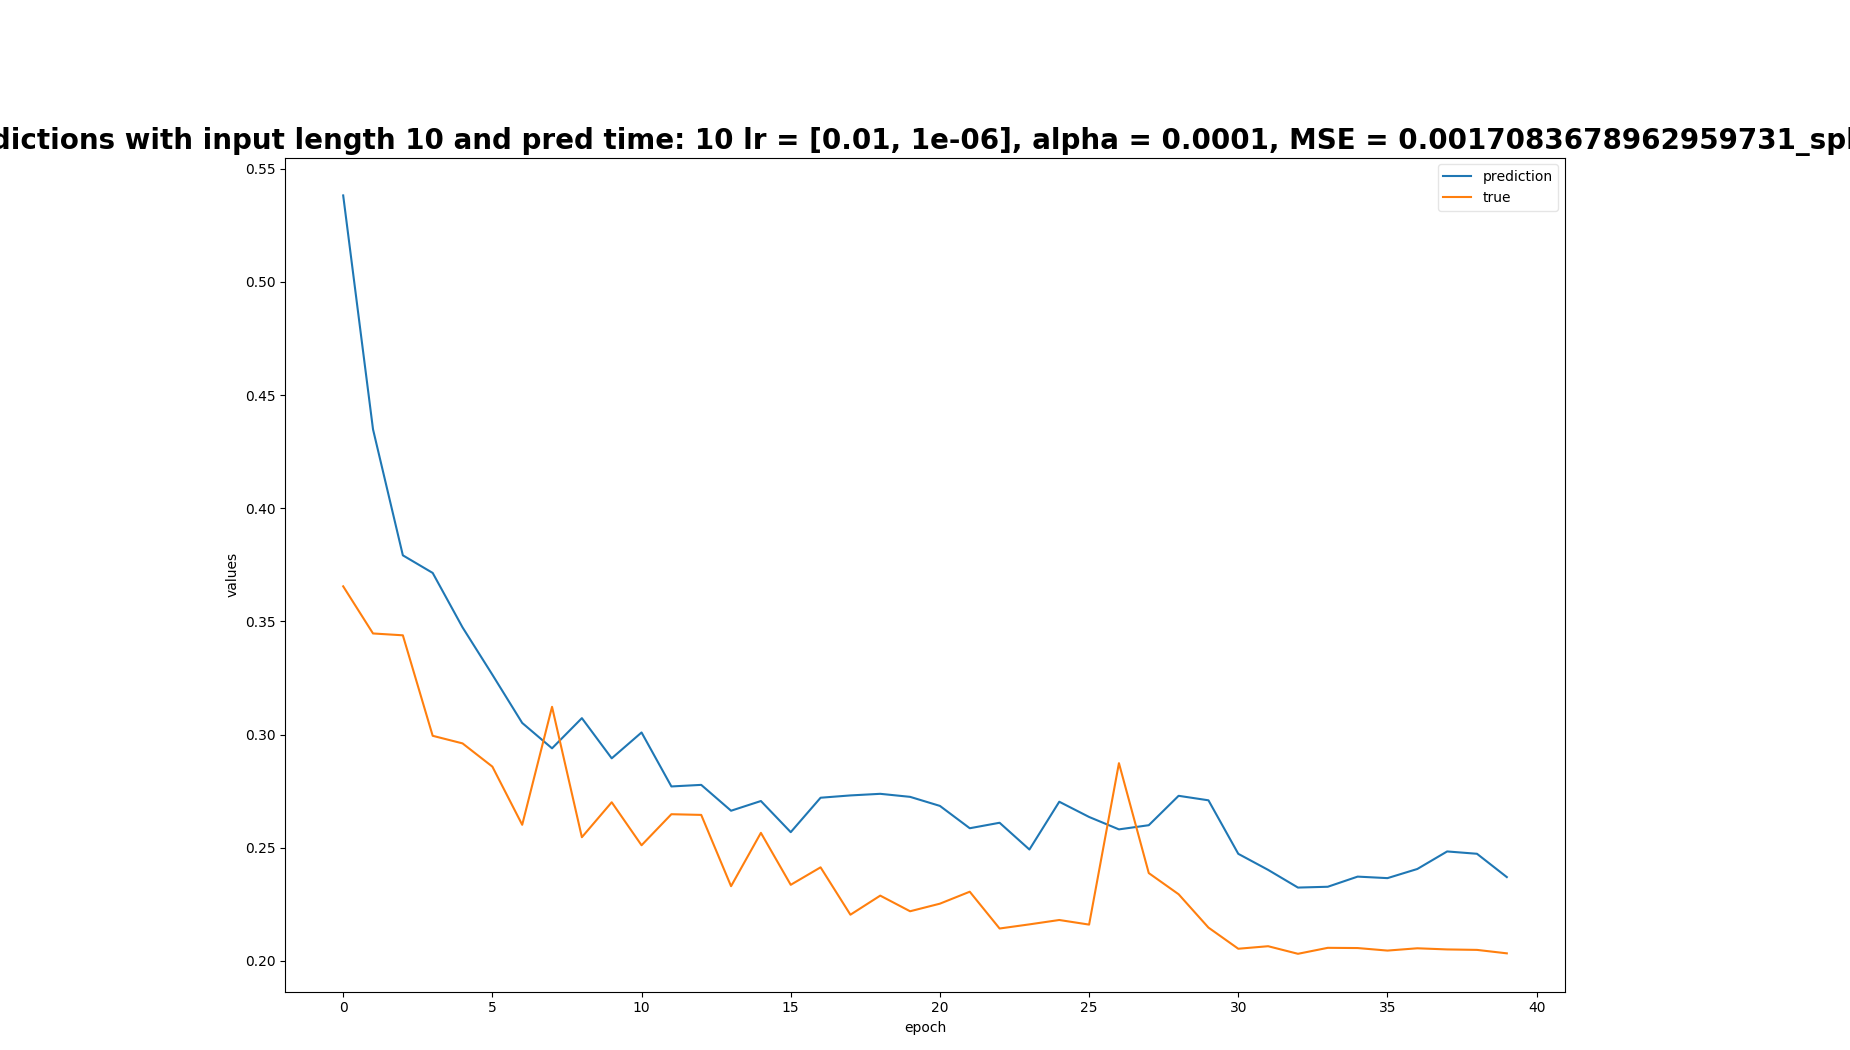 dictions with input length 10 and pred time: 10 lr = [0.01, 1e-06], alpha = 0.0001, MSE = 0.0017083678962959731_spl
prediction
true
0.55
0.50
0.45
0.40
0.35
0.30
0.25
0.20
values
0 5 10 15 20 25 30 35 40
epoch